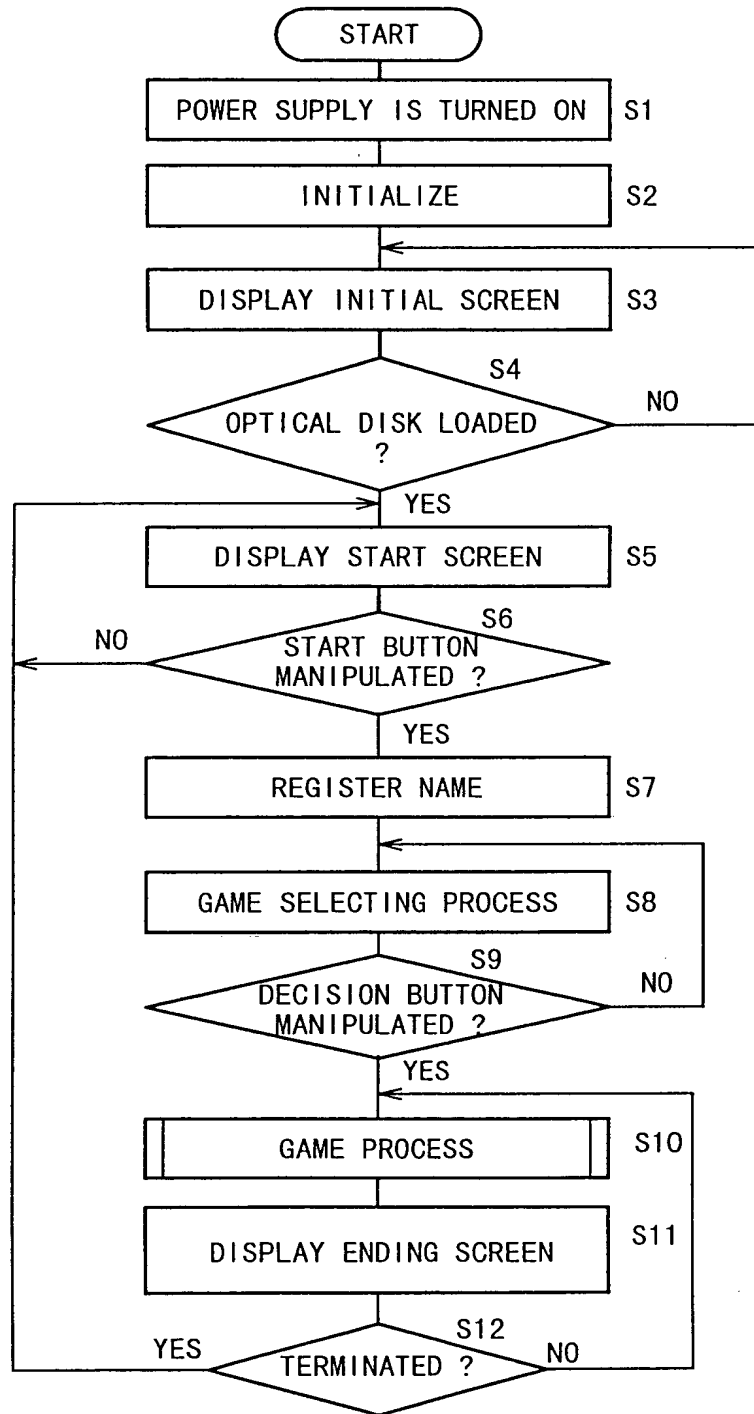 START
POWER SUPPLY IS TURNED ON S1
INITIALIZE S2
DISPLAY INITIAL SCREEN S3
S4
OPTICAL DISK LOADED
?
NO
YES
DISPLAY START SCREEN S5
S6
START BUTTON
MANIPULATED ?
NO
YES
REGISTER NAME S7
GAME SELECTING PROCESS S8
S9
DECISION BUTTON
MANIPULATED ?
NO
YES
GAME PROCESS S10
DISPLAY ENDING SCREEN S11
S12
YES
TERMINATED ?
NO